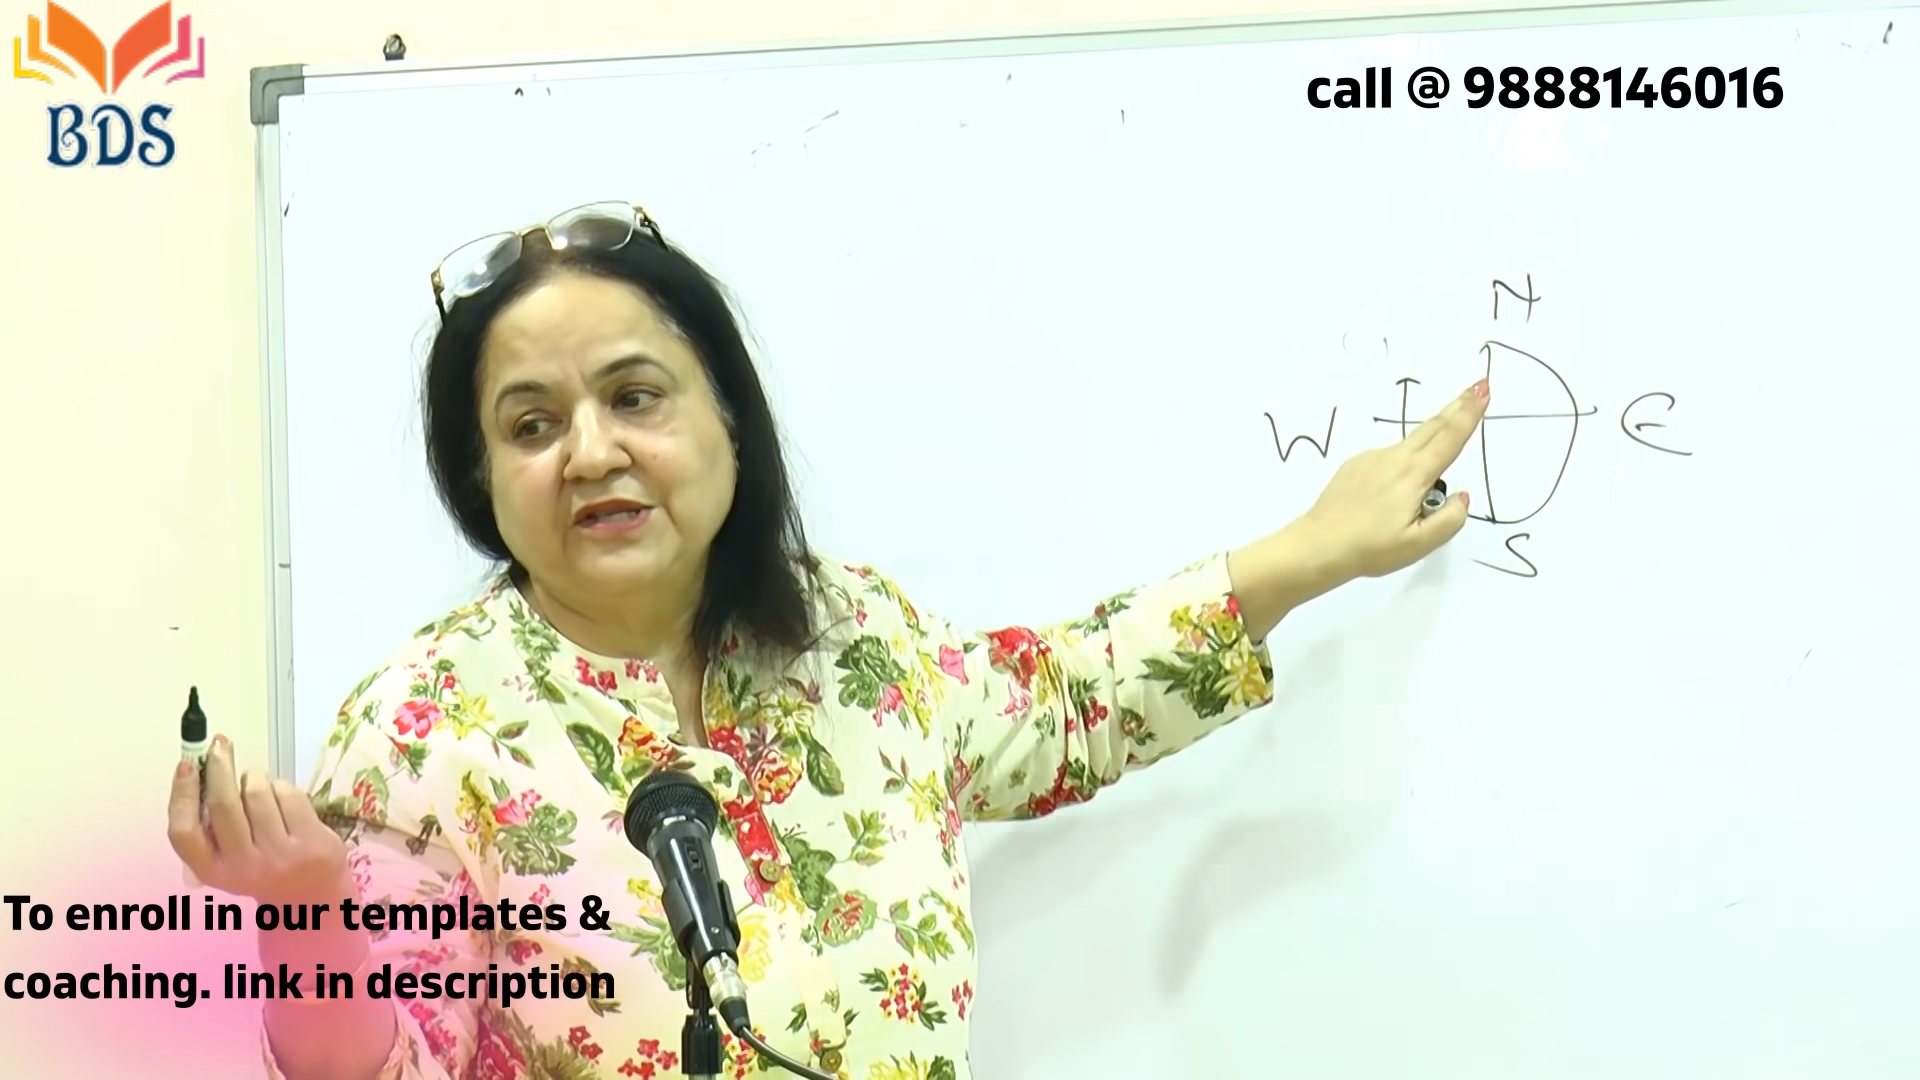 BDS
call @ 9888146016
N
W
E
S
To enroll in our templates &
coaching. link in description